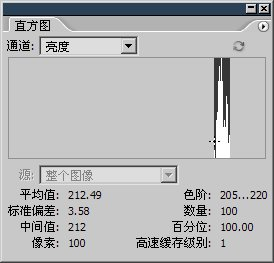 直方图
通道: 亮度
源: 整个图像
平均值: 212.49 色阶: 205...220
标准偏差: 3.58 数量: 100
中间值: 212 百分位: 100.00
像素: 100 高速缓存级别: 1